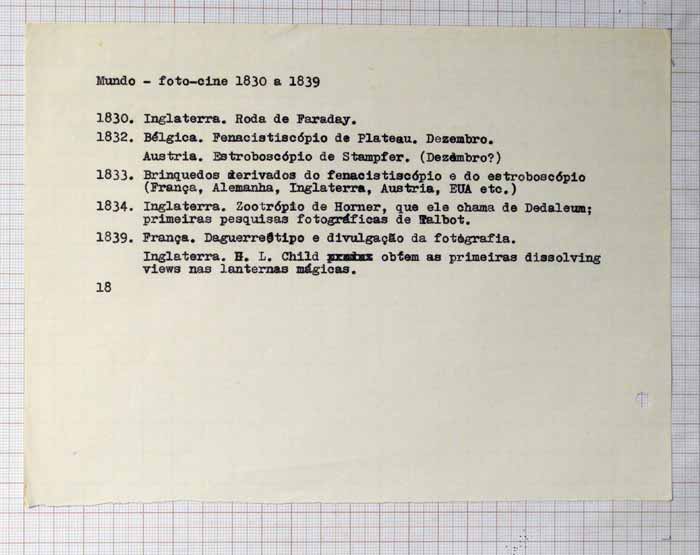 Mundo - foto-cine 1830 a 1839
1830. Inglaterra. Roda de Faraday.
1832. Bélgica. Fenacistiscópio de Plateau. Dezembro.
Austria. Estroboscópio de Stampfer. (Dezembro?)
1833. Brinquedos derivados do fenacistiscópio e do estroboscópio
(França, Alemanha, Inglaterra, Austria, EUA etc.)
1834. Inglaterra. Zootrópio de Horner, que ele chama de Dedaleum;
primeiras pesquisas fotográficas de Talbot.
1839. França. Daguerreótipo e divulgação da fotografia.
Inglaterra. H. L. Child obtem as primeiras dissolving
views nas lanternas mágicas.
18